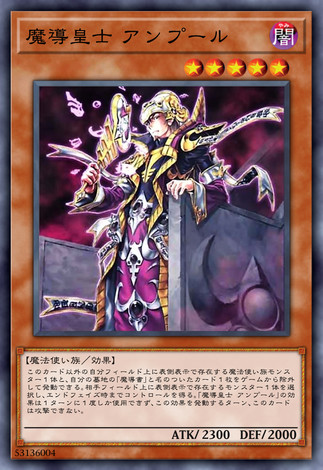 魔導皇士 アンプール
やみ
闇
【魔法使い族／効果】
このカード以外の自分フィールド上に表側表示で存在する魔法使い族モンス
ター１体と、自分の墓地の「魔導書」と名のついたカード１枚をゲームから除外
して発動できる。相手フィールド上に表側表示で存在するモンスター１体を選
択し、エンドフェイズ時までコントロールを得る。「魔導皇士 アンプール」の効
果は１ターンに１度しか使用できず、この効果を発動するターン、このカード
は攻撃できない。
ATK/ 2300 DEF/2000
53136004